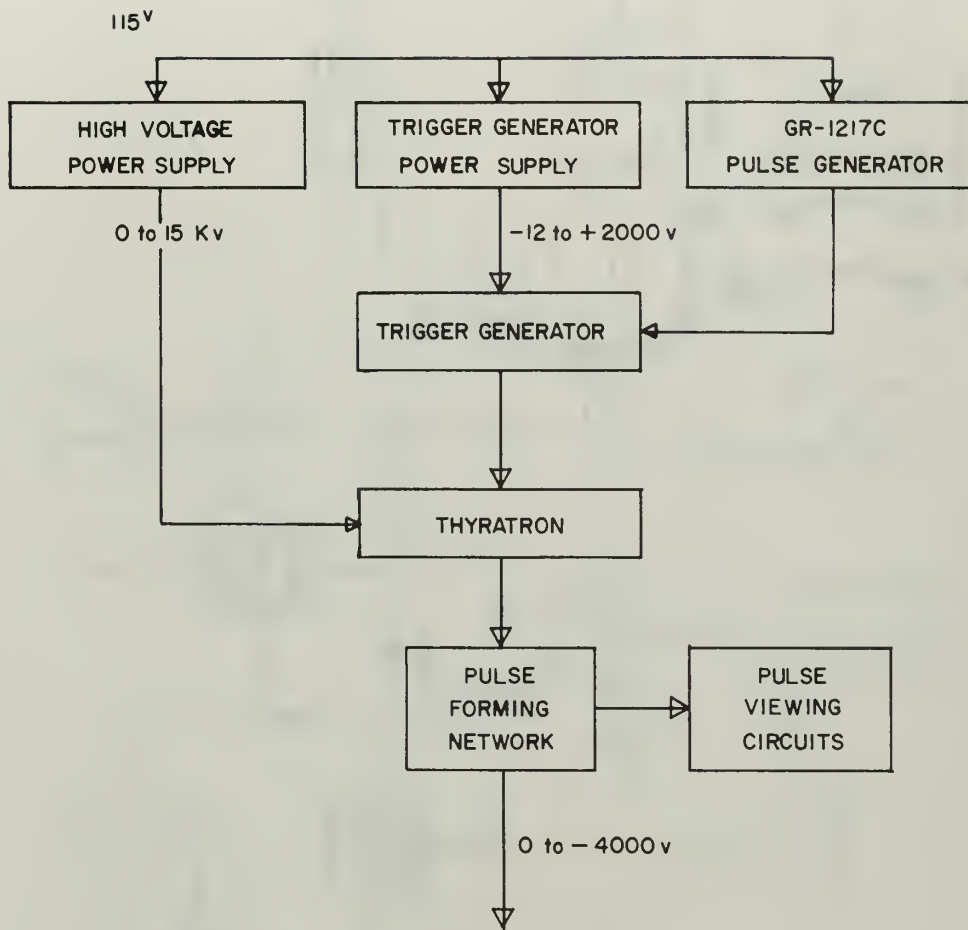 115V
HIGH VOLTAGE
POWER SUPPLY
TRIGGER GENERATOR
POWER SUPPLY
GR-1217C
PULSE GENERATOR
0 to 15 Kv
-12 to +2000 v
TRIGGER GENERATOR
THYRATRON
PULSE
FORMING
NETWORK
PULSE
VIEWING
CIRCUITS
0 to -4000 v